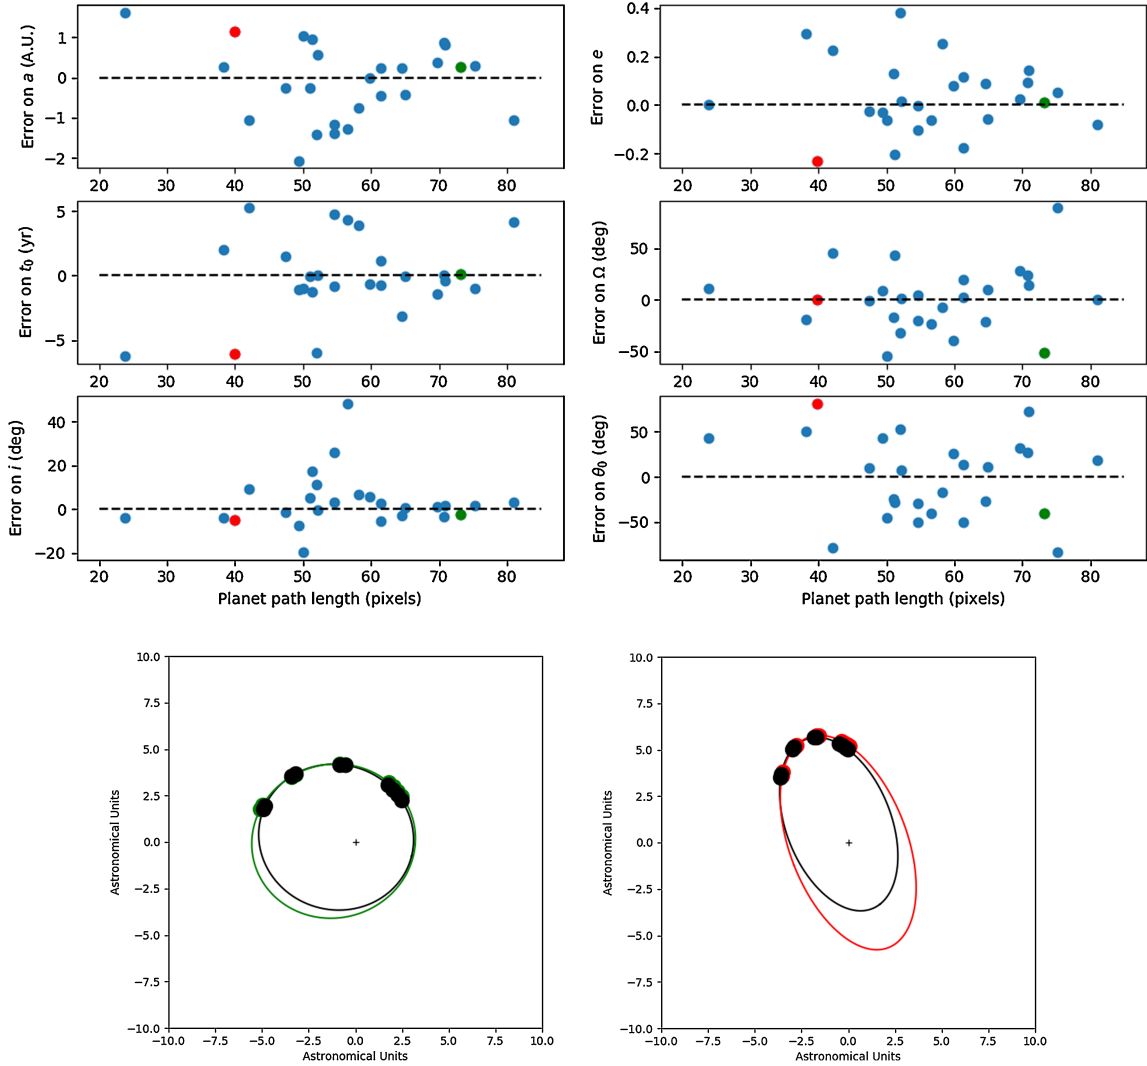 Error on a (A.U.)
1
0
−1
−2
20 30 40 50 60 70 80
Error on e
0.4
0.2
0.0
−0.2
20 30 40 50 60 70 80
Error on t₀ (yr)
5
0
−5
20 30 40 50 60 70 80
Error on Ω (deg)
50
0
−50
20 30 40 50 60 70 80
Error on i (deg)
40
20
0
−20
20 30 40 50 60 70 80
Planet path length (pixels)
Error on θ₀ (deg)
50
0
−50
20 30 40 50 60 70 80
Planet path length (pixels)
Astronomical Units
10.0
7.5
5.0
2.5
0.0
−2.5
−5.0
−7.5
−10.0
−10.0 −7.5 −5.0 −2.5 0.0 2.5 5.0 7.5 10.0
Astronomical Units
Astronomical Units
10.0
7.5
5.0
2.5
0.0
−2.5
−5.0
−7.5
−10.0
−10.0 −7.5 −5.0 −2.5 0.0 2.5 5.0 7.5 10.0
Astronomical Units